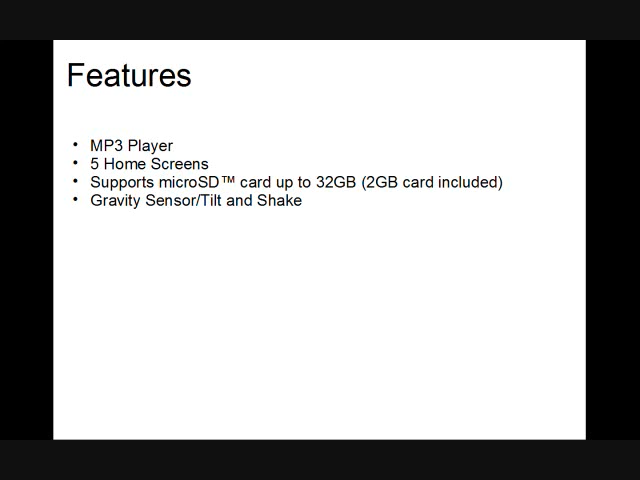 Features
• MP3 Player
• 5 Home Screens
• Supports microSD™ card up to 32GB (2GB card included)
• Gravity Sensor/Tilt and Shake